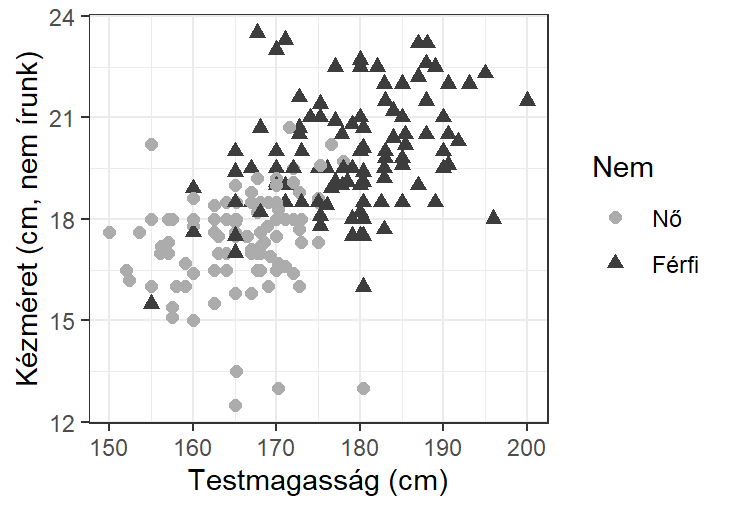 24
21
18
15
12
Kézméret (cm, nem írunk)
150 160 170 180 190 200
Testmagasság (cm)
Nem
Nő
Férfi